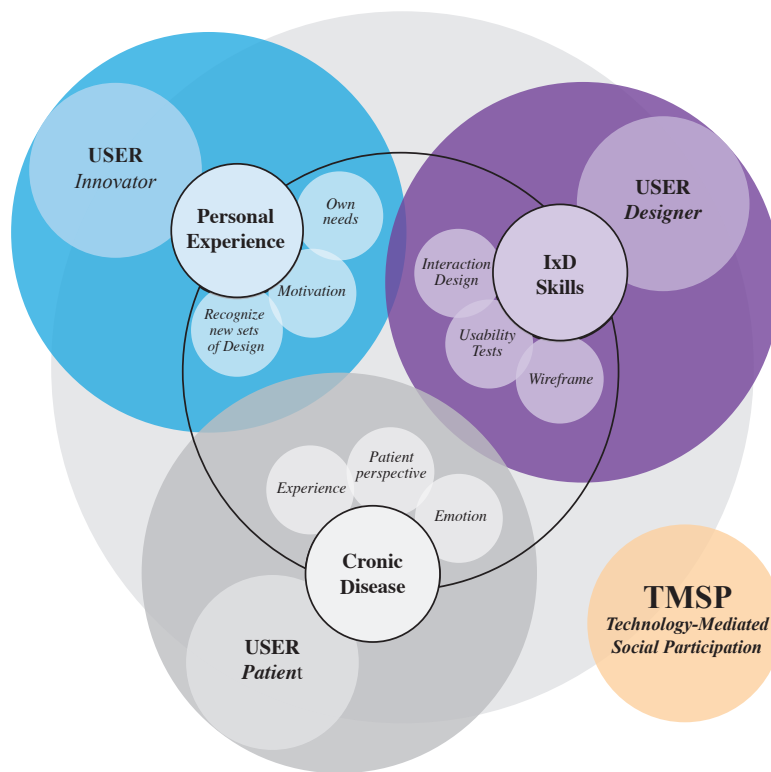 USER
Innovator
Personal
Experience
Own
needs
Motivation
Recognize
new sets
of Design
USER
Designer
IxD
Skills
Interaction
Design
Usability
Tests
Wireframe
Patient
perspective
Experience
Emotion
Cronic
Disease
USER
Patient
TMSP
Technology-Mediated
Social Participation